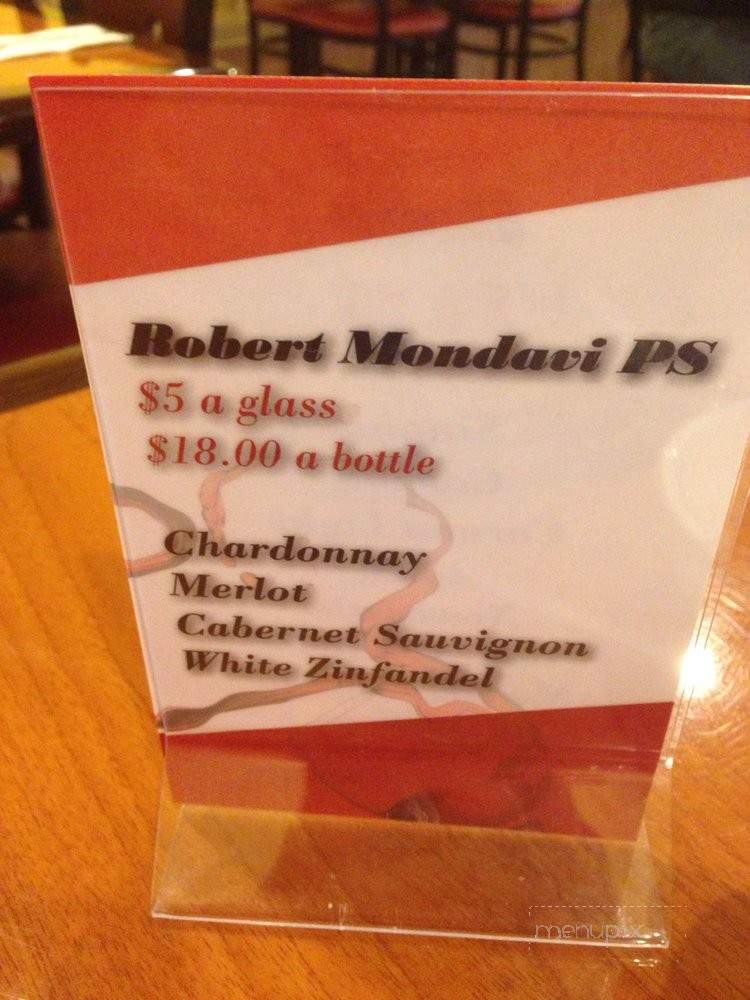 Robert Mondavi PS
$5 a glass
$18.00 a bottle
Chardonnay
Merlot
Cabernet Sauvignon
White Zinfandel
menupix